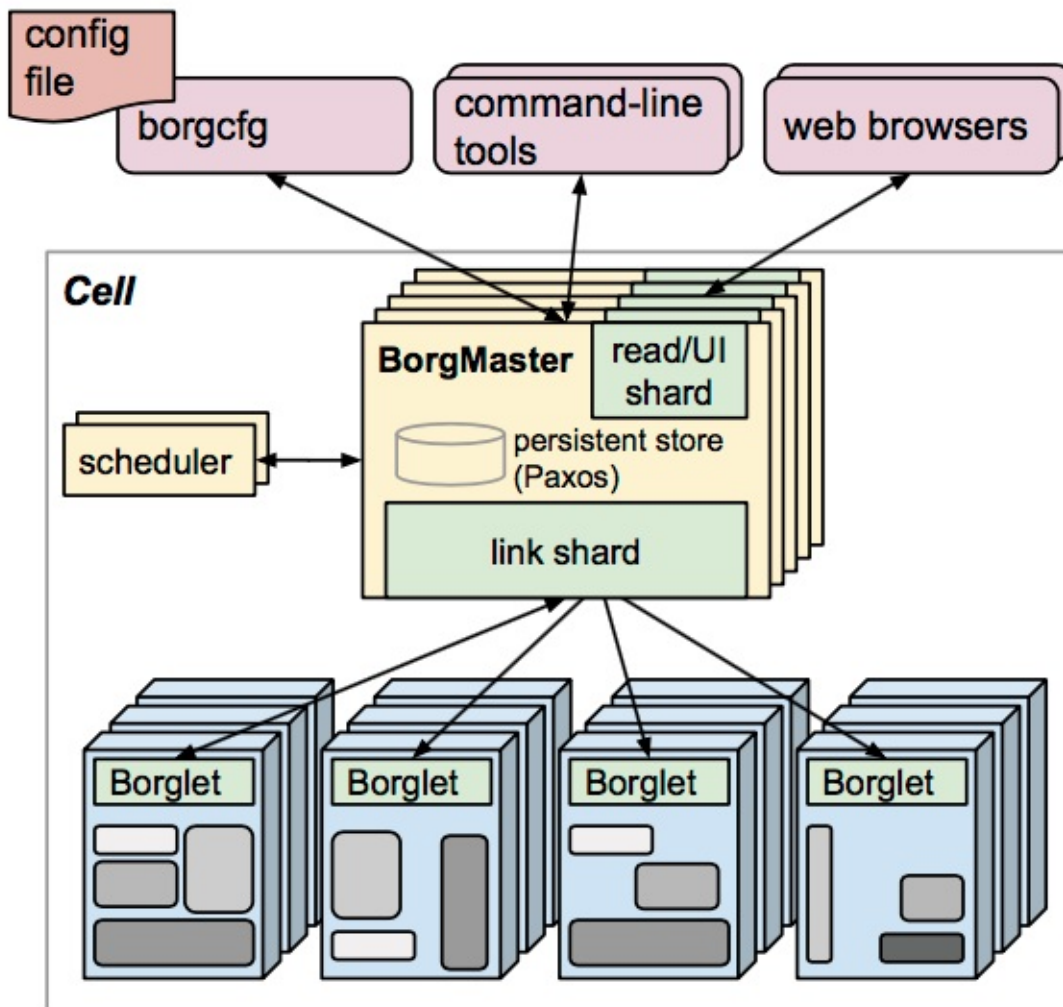 config
file
borgcfg
command-line
tools
web browsers
Cell
BorgMaster
read/UI
shard
persistent store
(Paxos)
scheduler
link shard
Borglet
Borglet
Borglet
Borglet